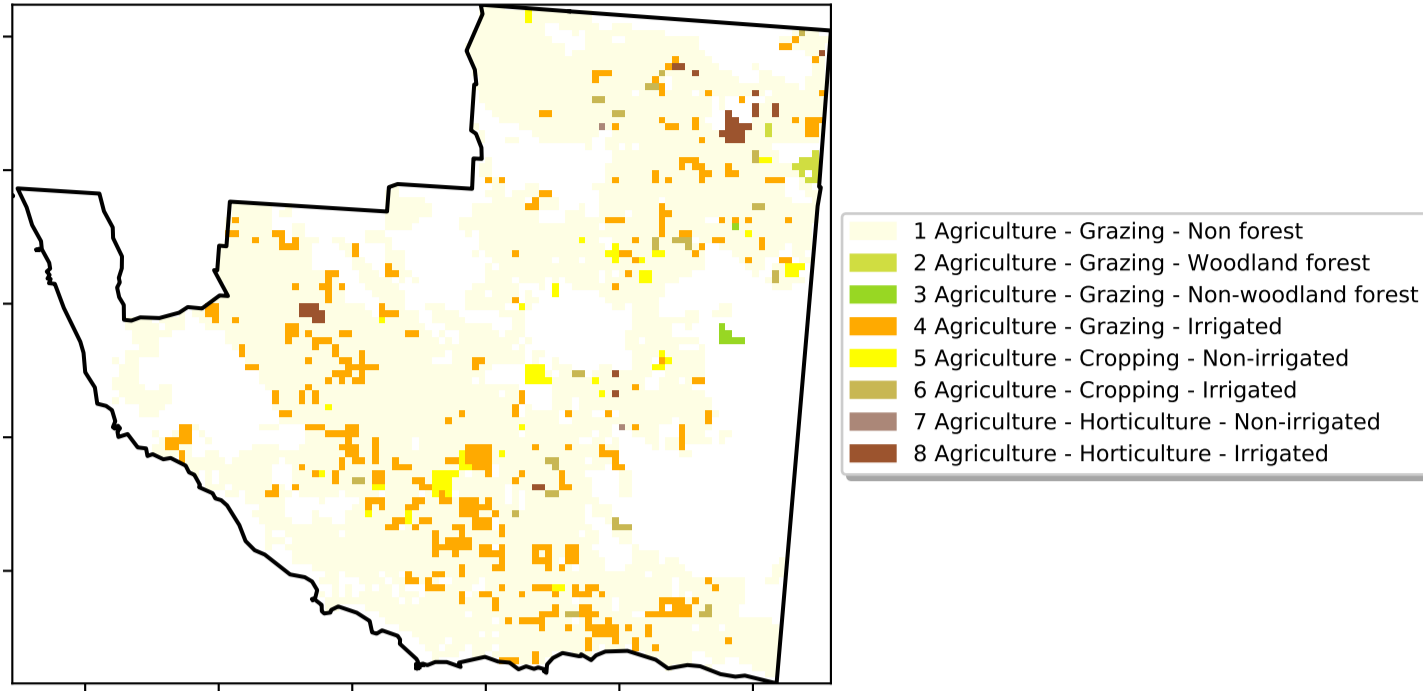 1 Agriculture - Grazing - Non forest
2 Agriculture - Grazing - Woodland forest
3 Agriculture - Grazing - Non-woodland forest
4 Agriculture - Grazing - Irrigated
5 Agriculture - Cropping - Non-irrigated
6 Agriculture - Cropping - Irrigated
7 Agriculture - Horticulture - Non-irrigated
8 Agriculture - Horticulture - Irrigated